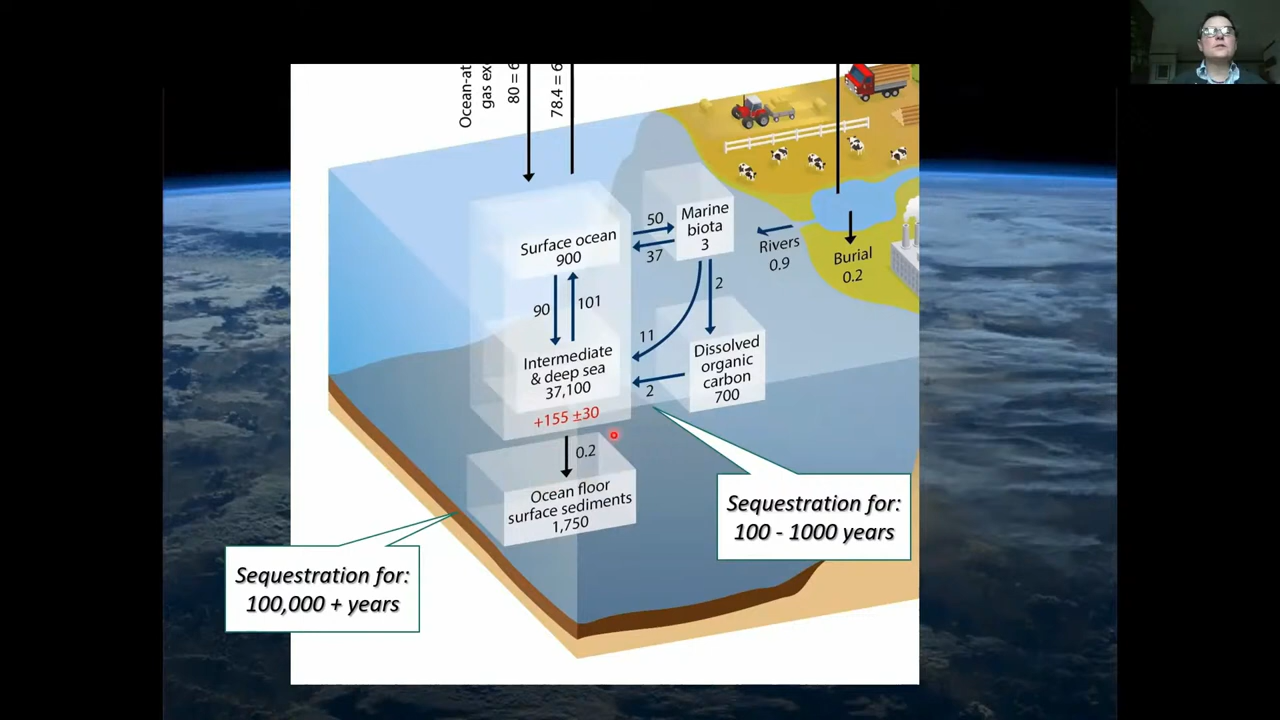 Ocean-at
gas ex
80 = 6
78.4 = 6
Surface ocean
900
50
37
Marine
biota
3
Rivers
0.9
Burial
0.2
90
101
2
11
Intermediate
& deep sea
37,100
+155 ±30
Dissolved
organic
carbon
700
2
0.2
Ocean floor
surface sediments
1,750
Sequestration for:
100 - 1000 years
Sequestration for:
100,000 + years